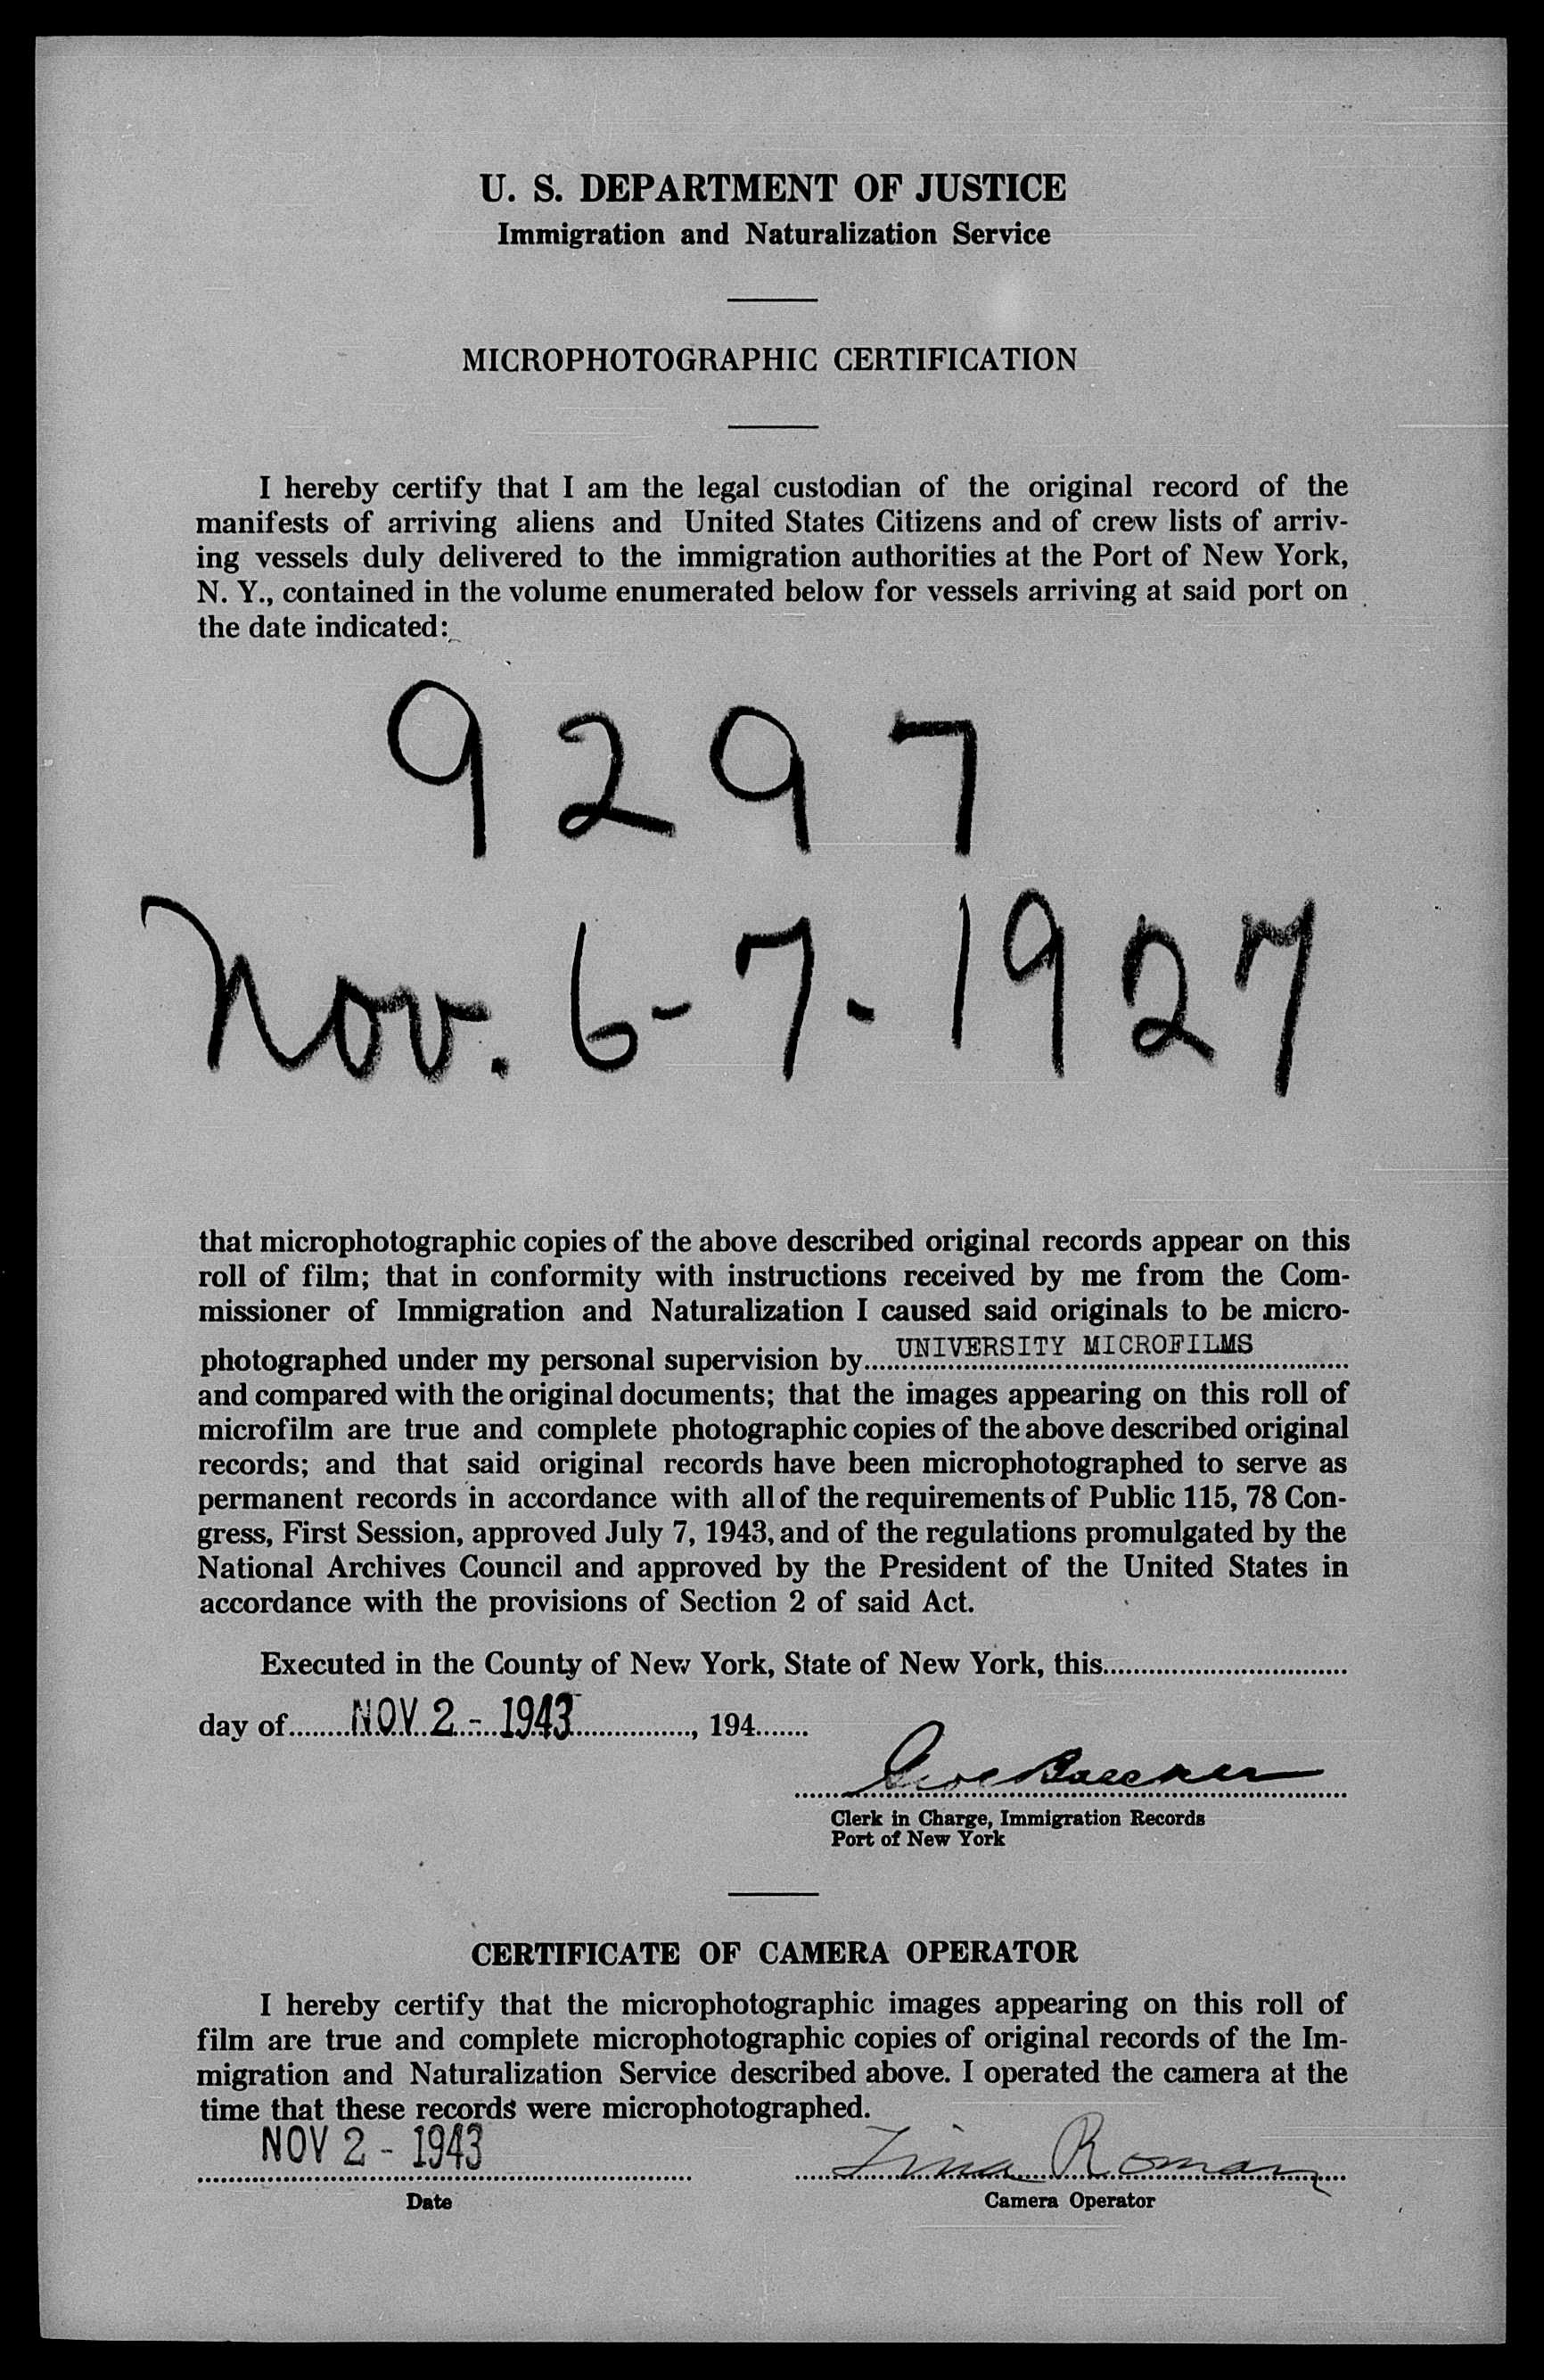 U. S. DEPARTMENT OF JUSTICE
Immigration and Naturalization Service
MICROPHOTOGRAPHIC CERTIFICATION
I hereby certify that I am the legal custodian of the original record of the
manifests of arriving aliens and United States Citizens and of crew lists of arriv-
ing vessels duly delivered to the immigration authorities at the Port of New York,
N. Y., contained in the volume enumerated below for vessels arriving at said port on
the date indicated:
9297
Nov. 6-7-1927
that microphotographic copies of the above described original records appear on this
roll of film; that in conformity with instructions received by me from the Com-
missioner of Immigration and Naturalization I caused said originals to be micro-
photographed under my personal supervision by UNIVERSITY MICROFILMS
and compared with the original documents; that the images appearing on this roll of
microfilm are true and complete photographic copies of the above described original
records; and that said original records have been microphotographed to serve as
permanent records in accordance with all of the requirements of Public 115, 78 Con-
gress, First Session, approved July 7, 1943, and of the regulations promulgated by the
National Archives Council and approved by the President of the United States in
accordance with the provisions of Section 2 of said Act.
Executed in the County of New York, State of New York, this
day of NOV 2 - 1943, 194
Clerk in Charge, Immigration Records
Port of New York
CERTIFICATE OF CAMERA OPERATOR
I hereby certify that the microphotographic images appearing on this roll of
film are true and complete microphotographic copies of original records of the Im-
migration and Naturalization Service described above. I operated the camera at the
time that these records were microphotographed.
NOV 2 - 1943 Roman
Date Camera Operator